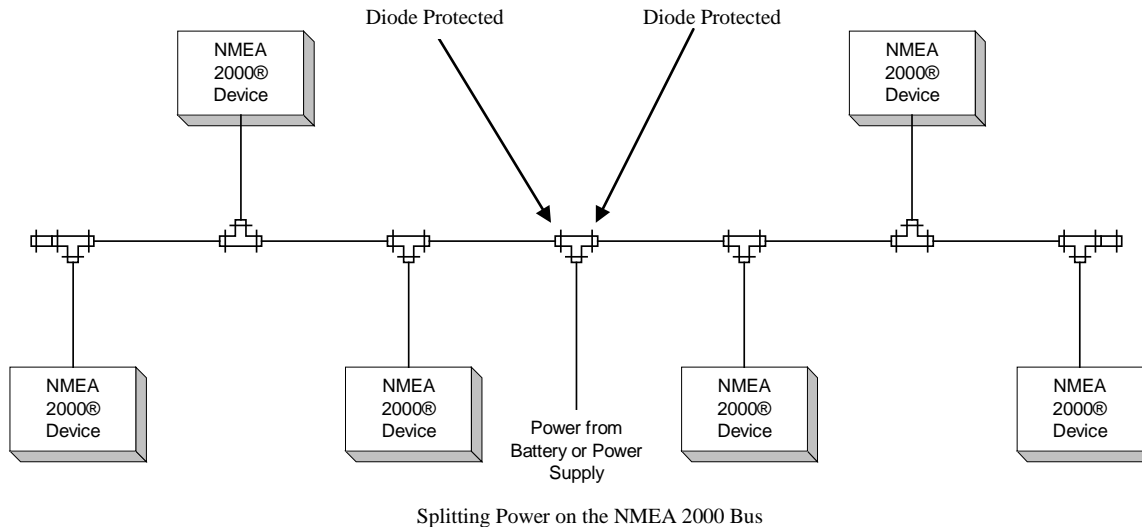 Diode Protected
Diode Protected
NMEA
2000®
Device
NMEA
2000®
Device
NMEA
2000®
Device
NMEA
2000®
Device
Power from
Battery or Power
Supply
NMEA
2000®
Device
NMEA
2000®
Device
Splitting Power on the NMEA 2000 Bus